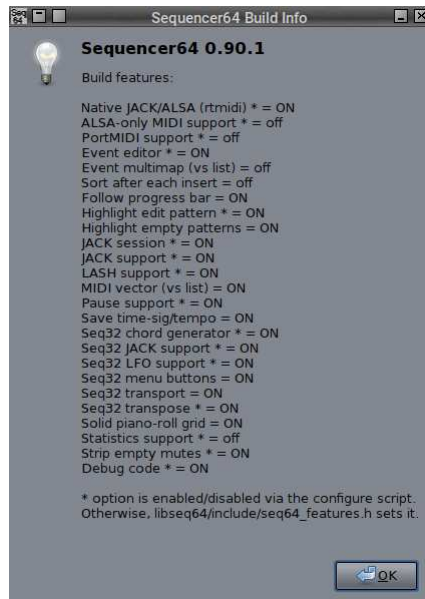 Seq
64
Sequencer64 Build Info
Sequencer64 0.90.1
Build features:
Native JACK/ALSA (rtmidi) * = ON
ALSA-only MIDI support * = off
PortMIDI support * = off
Event editor * = ON
Event multimap (vs list) = off
Sort after each insert = off
Follow progress bar = ON
Highlight edit pattern * = ON
Highlight empty patterns = ON
JACK session * = ON
JACK support * = ON
LASH support * = ON
MIDI vector (vs list) = ON
Pause support * = ON
Save time-sig/tempo = ON
Seq32 chord generator * = ON
Seq32 JACK support * = ON
Seq32 LFO support * = ON
Seq32 menu buttons = ON
Seq32 transport = ON
Seq32 transpose * = ON
Solid piano-roll grid = ON
Statistics support * = off
Strip empty mutes = ON
Debug code * = ON
* option is enabled/disabled via the configure script.
Otherwise, libseq64/include/seq64_features.h sets it.
OK